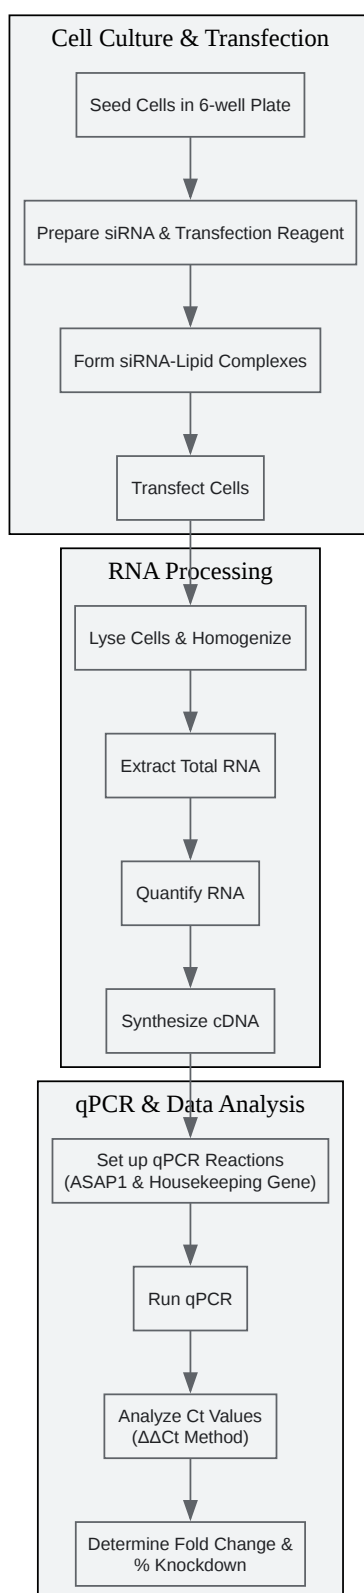 Cell Culture & Transfection
Seed Cells in 6-well Plate
Prepare siRNA & Transfection Reagent
Form siRNA-Lipid Complexes
Transfect Cells
RNA Processing
Lyse Cells & Homogenize
Extract Total RNA
Quantify RNA
Synthesize cDNA
qPCR & Data Analysis
Set up qPCR Reactions
(ASAP1 & Housekeeping Gene)
Run qPCR
Analyze Ct Values
(ΔΔCt Method)
Determine Fold Change &
% Knockdown